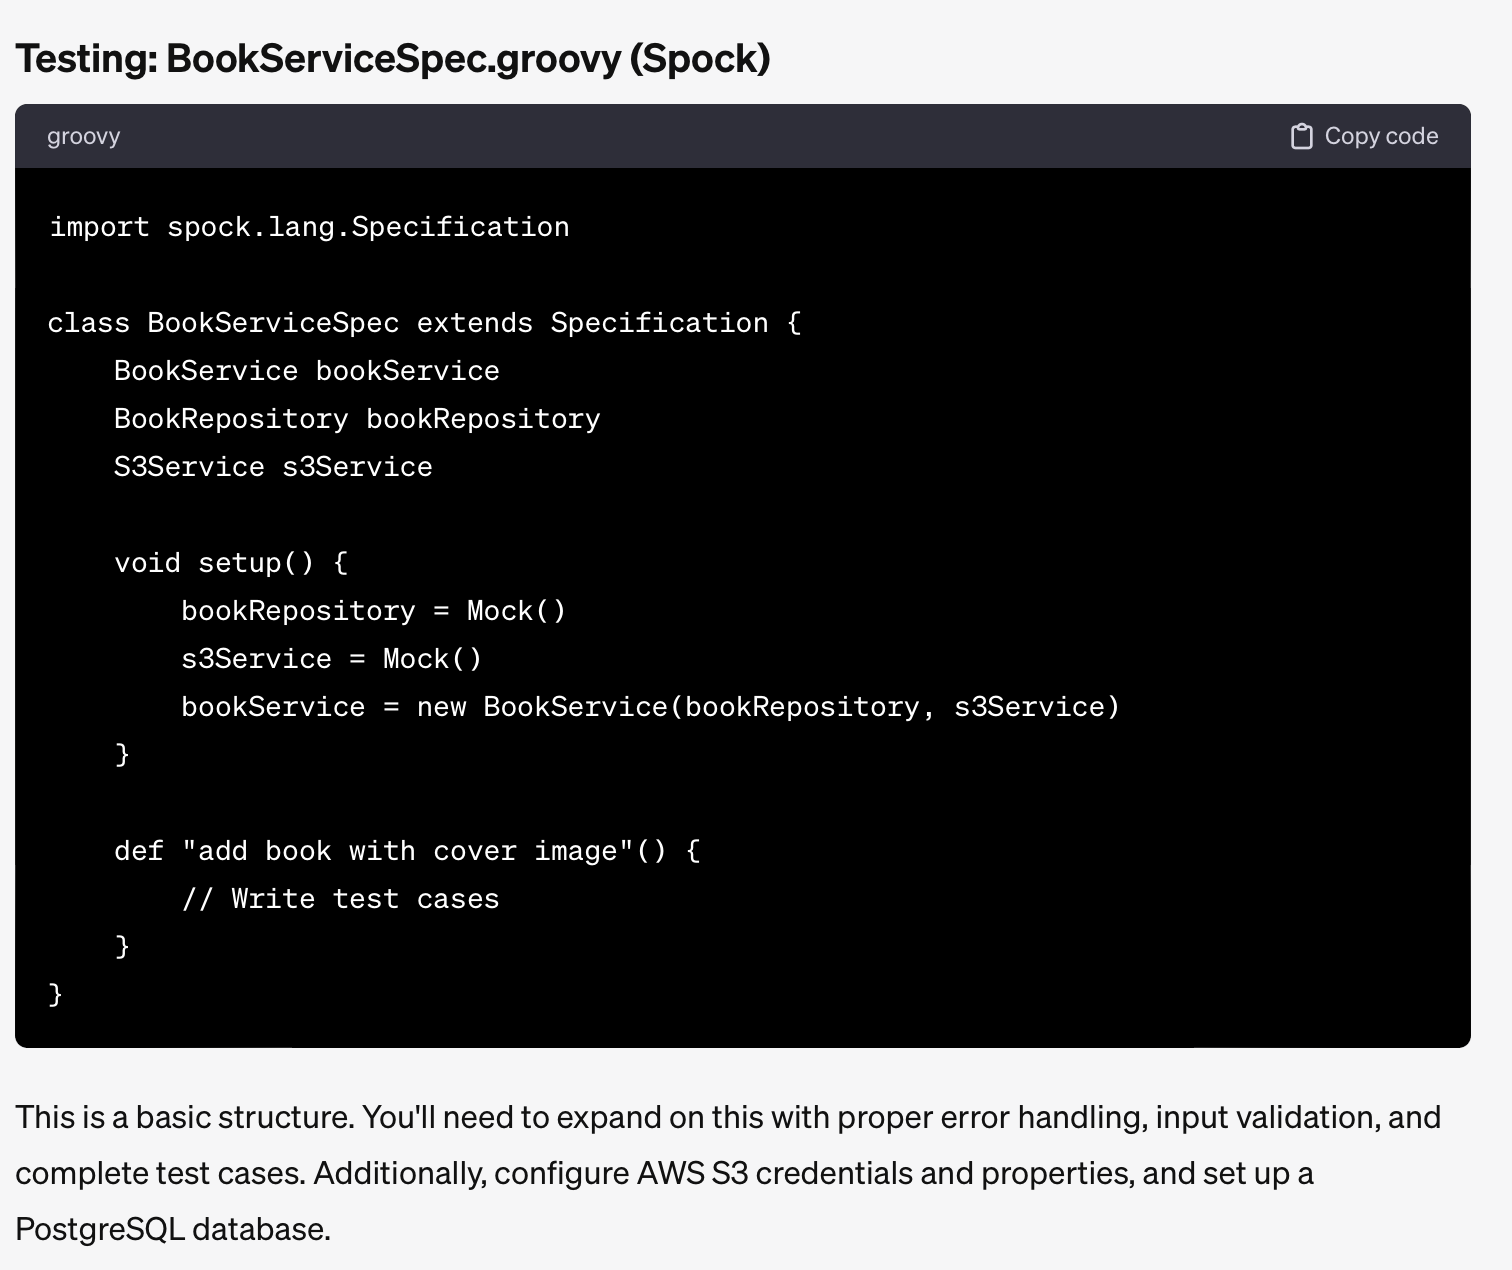 Testing: BookServiceSpec.groovy (Spock)
groovy
Copy code
import spock.lang.Specification
class BookServiceSpec extends Specification {
    BookService bookService
    BookRepository bookRepository
    S3Service s3Service
    void setup() {
        bookRepository = Mock()
        s3Service = Mock()
        bookService = new BookService(bookRepository, s3Service)
    }
    def "add book with cover image"() {
        // Write test cases
    }
}
This is a basic structure. You'll need to expand on this with proper error handling, input validation, and
complete test cases. Additionally, configure AWS S3 credentials and properties, and set up a
PostgreSQL database.